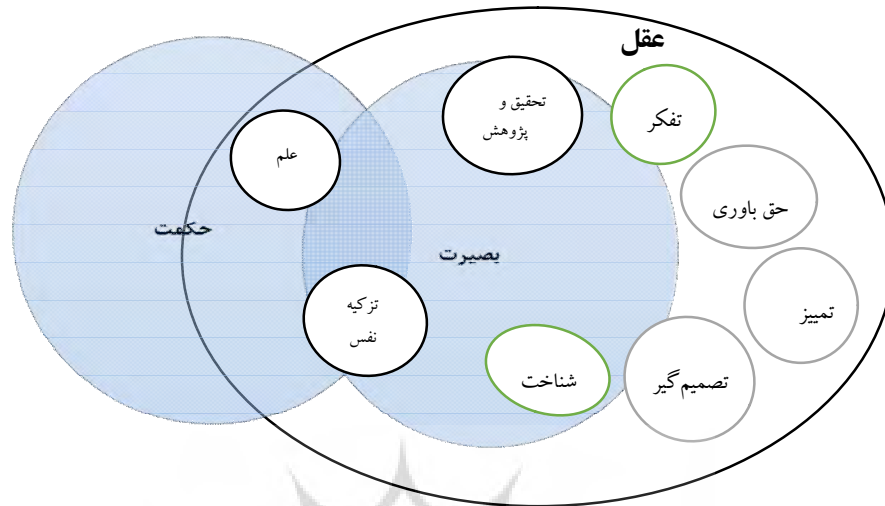 عقل
تحقیق و
پژوهش
تفکر
علم
حق باوری
حکمت
بصیرت
تمییز
تزکیه
نفس
شناخت
تصمیم گیر